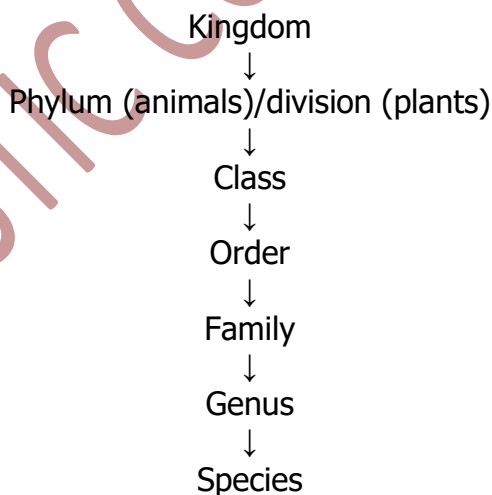 Kingdom
↓
Phylum (animals)/division (plants)
↓
Class
↓
Order
↓
Family
↓
Genus
↓
Species